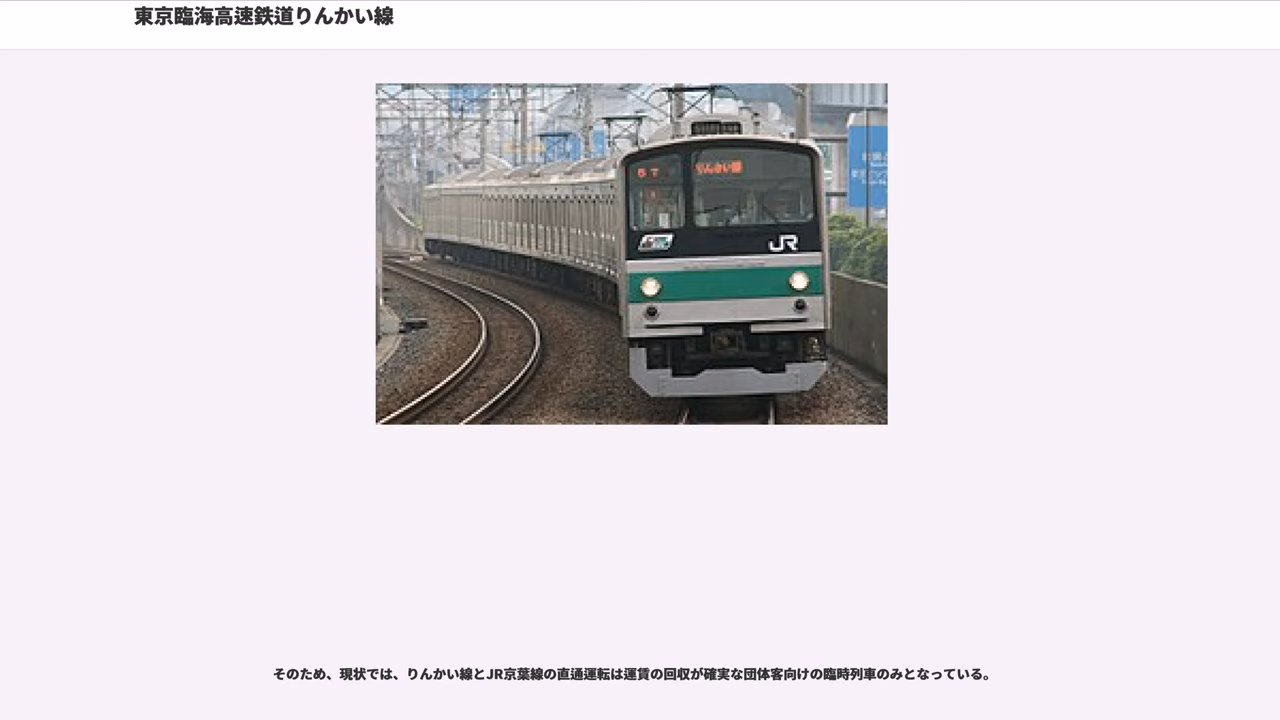 東京臨海高速鉄道りんかい線
りんかい線
JR
そのため、現状では、りんかい線とJR京葉線の直通運転は運賃の回収が確実な団体客向けの臨時列車のみとなっている。